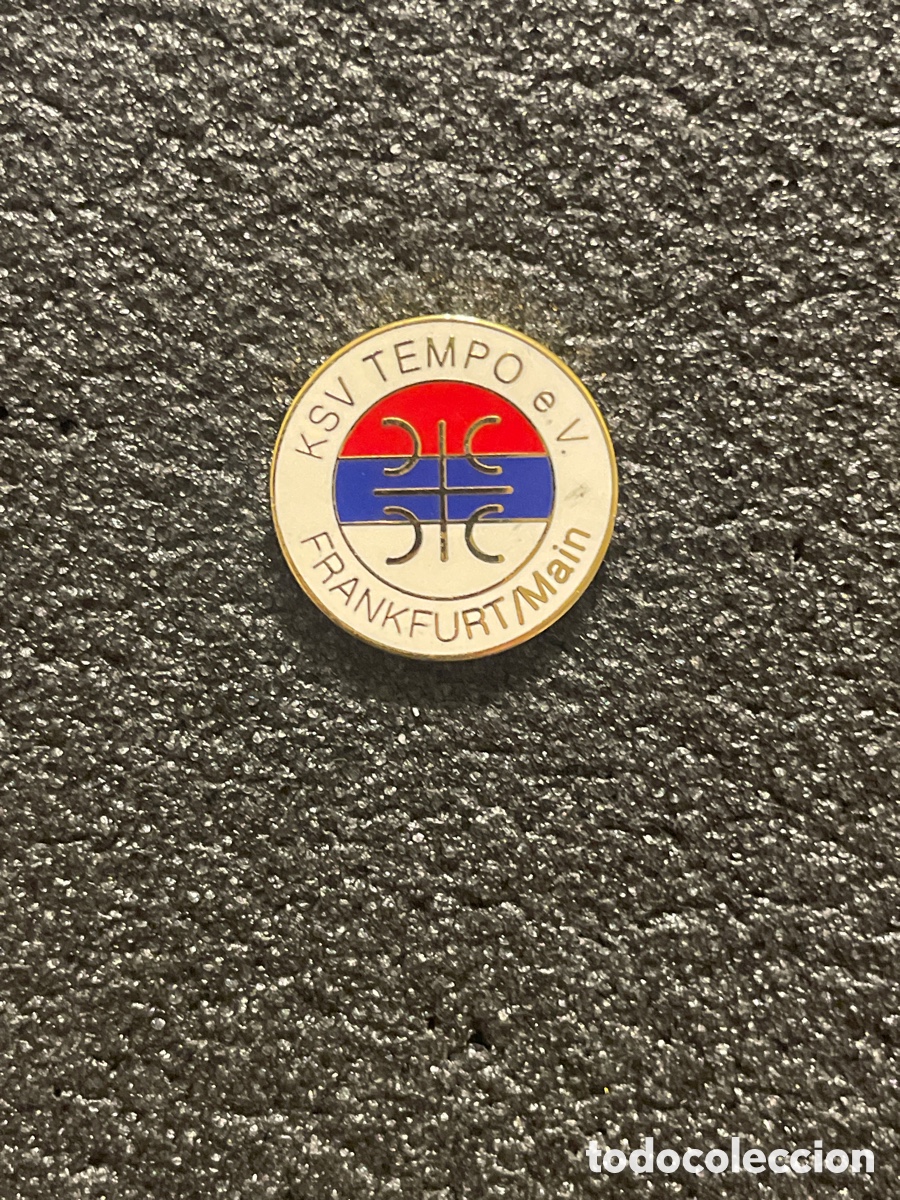 KSV TEMPO e.V.
FRANKFURT/Main
todocoleccion